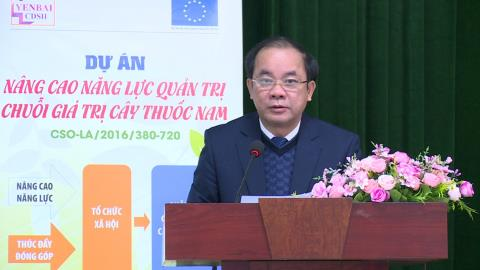 YENBAI
CDSH
DỰ ÁN
NÂNG CAO NĂNG LỰC QUẢN TRỊ
CHUỖI GIÁ TRỊ CÂY THUỐC NAM
CSO-LA/2016/380-720
NÂNG CAO
NĂNG LỰC
TỔ CHỨC
XÃ HỘI
THÚC ĐẨY
ĐÓNG GÓP